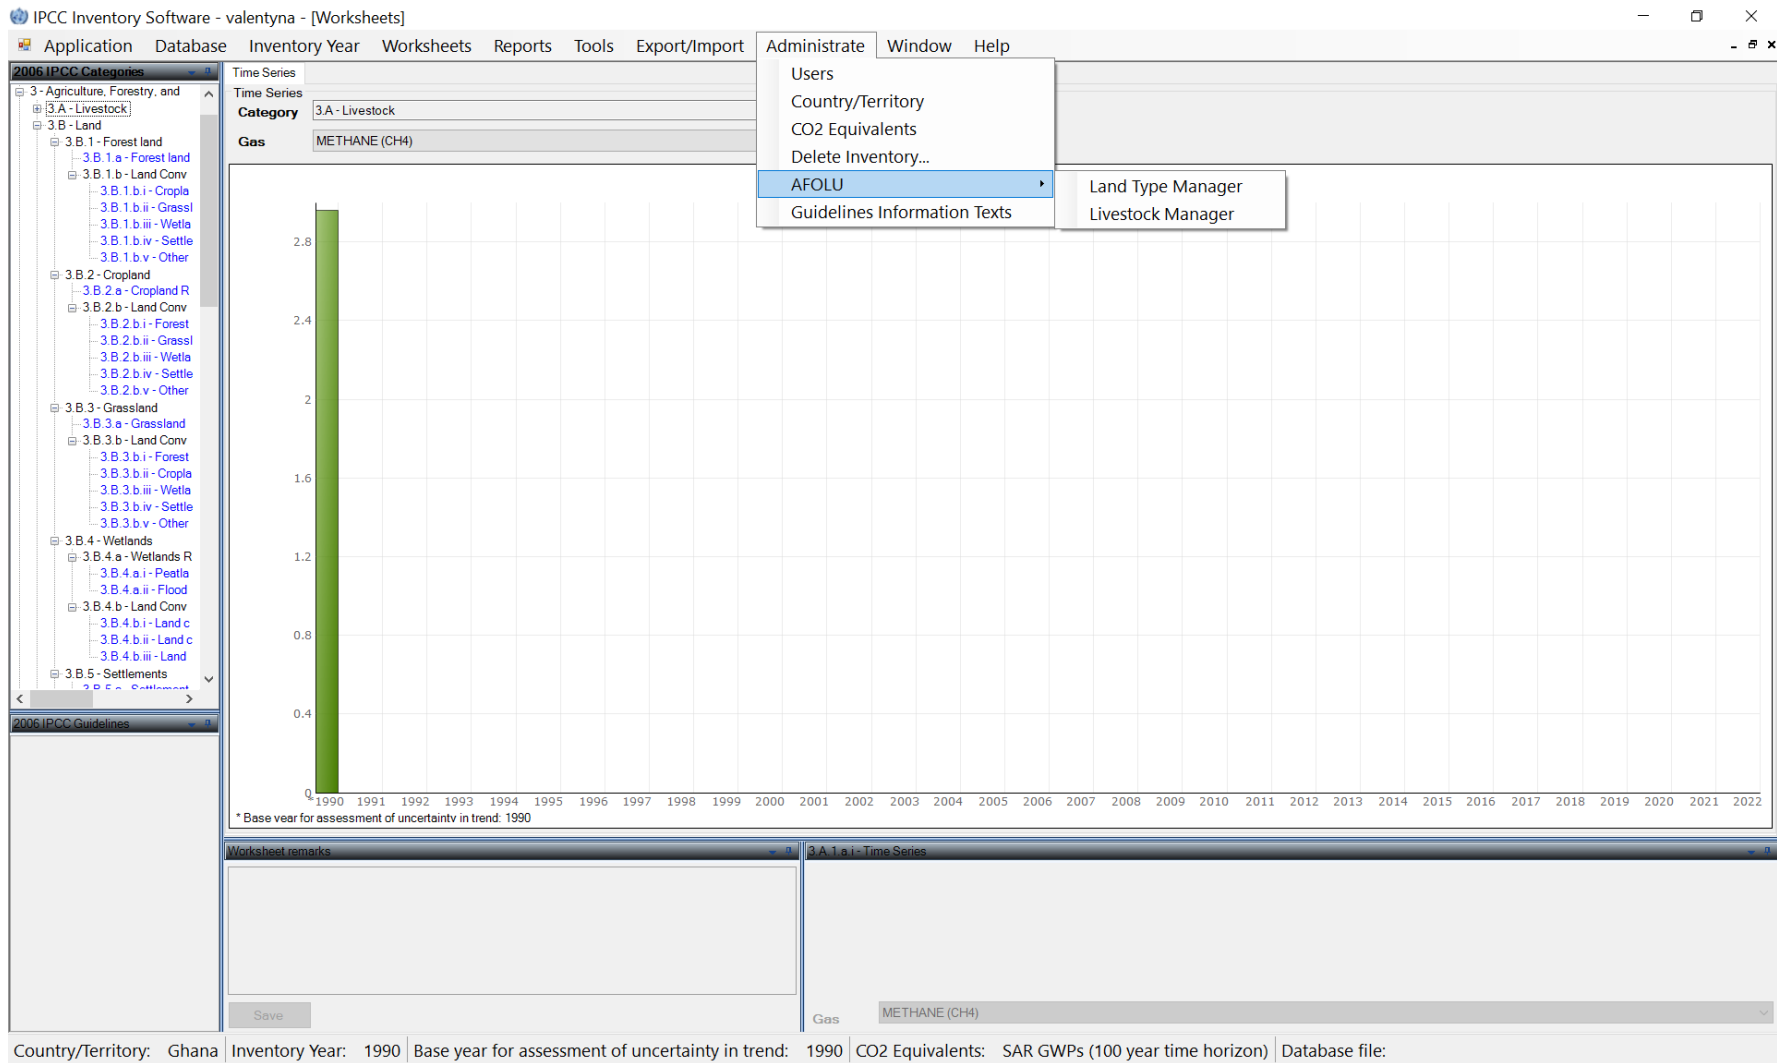 IPCC Inventory Software - valentyna - [Worksheets]
Application Database Inventory Year Worksheets Reports Tools Export/Import Administrate Window Help
2006 IPCC Categories
3 - Agriculture, Forestry, and
3.A - Livestock
3.B - Land
3.B.1 - Forest land
3.B.1.a - Forest land
3.B.1.b - Land Conv
3.B.1.b.i - Cropla
3.B.1.b.ii - Grassl
3.B.1.b.iii - Wetla
3.B.1.b.iv - Settle
3.B.1.b.v - Other
3.B.2 - Cropland
3.B.2.a - Cropland R
3.B.2.b - Land Conv
3.B.2.b.i - Forest
3.B.2.b.ii - Grassl
3.B.2.b.iii - Wetla
3.B.2.b.iv - Settle
3.B.2.b.v - Other
3.B.3 - Grassland
3.B.3.a - Grassland
3.B.3.b - Land Conv
3.B.3.b.i - Forest
3.B.3.b.ii - Cropla
3.B.3.b.iii - Wetla
3.B.3.b.iv - Settle
3.B.3.b.v - Other
3.B.4 - Wetlands
3.B.4.a - Wetlands R
3.B.4.a.i - Peatla
3.B.4.a.ii - Flood
3.B.4.b - Land Conv
3.B.4.b.i - Land c
3.B.4.b.ii - Land c
3.B.4.b.iii - Land
3.B.5 - Settlements
3.B.5.a - Settlement
2006 IPCC Guidelines
Time Series
Time Series
Category 3.A - Livestock
Gas METHANE (CH4)
Users
Country/Territory
CO2 Equivalents
Delete Inventory...
AFOLU
Guidelines Information Texts
Land Type Manager
Livestock Manager
2.8
2.4
2
1.6
1.2
0.8
0.4
0
*1990 1991 1992 1993 1994 1995 1996 1997 1998 1999 2000 2001 2002 2003 2004 2005 2006 2007 2008 2009 2010 2011 2012 2013 2014 2015 2016 2017 2018 2019 2020 2021 2022
* Base year for assessment of uncertainty in trend: 1990
Worksheet remarks
Save
3.A.1.a.i - Time Series
Gas METHANE (CH4)
Country/Territory: Ghana Inventory Year: 1990 Base year for assessment of uncertainty in trend: 1990 CO2 Equivalents: SAR GWPs (100 year time horizon) Database file: